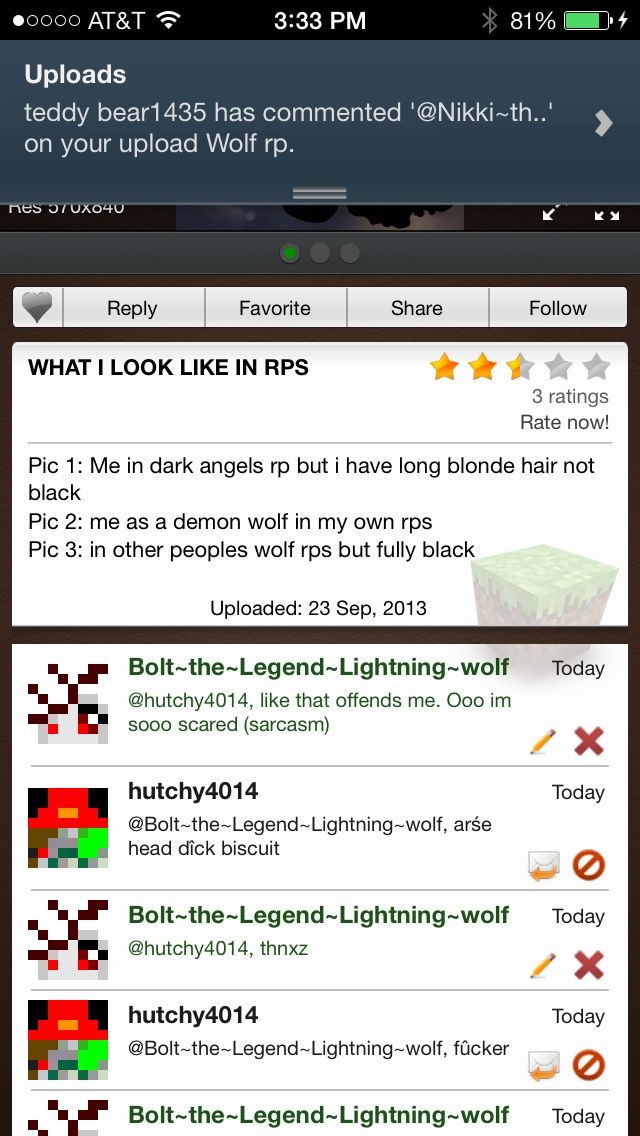 AT&T 3:33 PM 81%
Uploads
teddy bear1435 has commented '@Nikki~th..'
on your upload Wolf rp.
Res 570x840
Reply Favorite Share Follow
WHAT I LOOK LIKE IN RPS
3 ratings
Rate now!
Pic 1: Me in dark angels rp but i have long blonde hair not
black
Pic 2: me as a demon wolf in my own rps
Pic 3: in other peoples wolf rps but fully black
Uploaded: 23 Sep, 2013
Bolt~the~Legend~Lightning~wolf Today
@hutchy4014, like that offends me. Ooo im
sooo scared (sarcasm)
hutchy4014 Today
@Bolt~the~Legend~Lightning~wolf, arśe
head dîck biscuit
Bolt~the~Legend~Lightning~wolf Today
@hutchy4014, thnxz
hutchy4014 Today
@Bolt~the~Legend~Lightning~wolf, fûcker
Bolt~the~Legend~Lightning~wolf Today